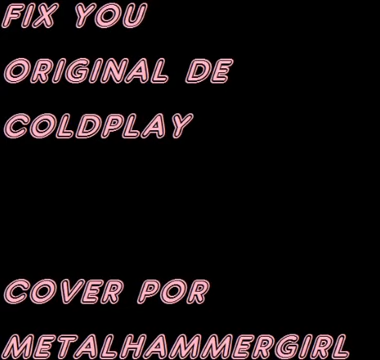 FIX YOU
ORIGINAL DE
COLDPLAY
COVER POR
METALHAMMERGIRL